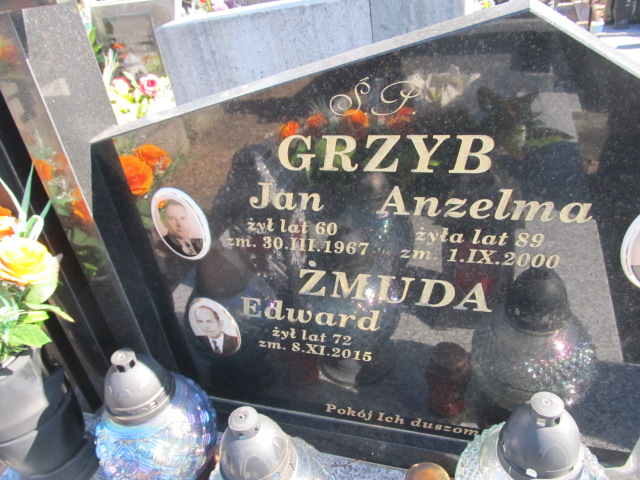 Ś P
GRZYB
Jan Anzelma
żył lat 60 żyła lat 89
zm. 30.III.1967 zm. 1.IX.2000
ŻMUDA
Edward
żył lat 72
zm. 8.XI.2015
Pokój Ich duszom